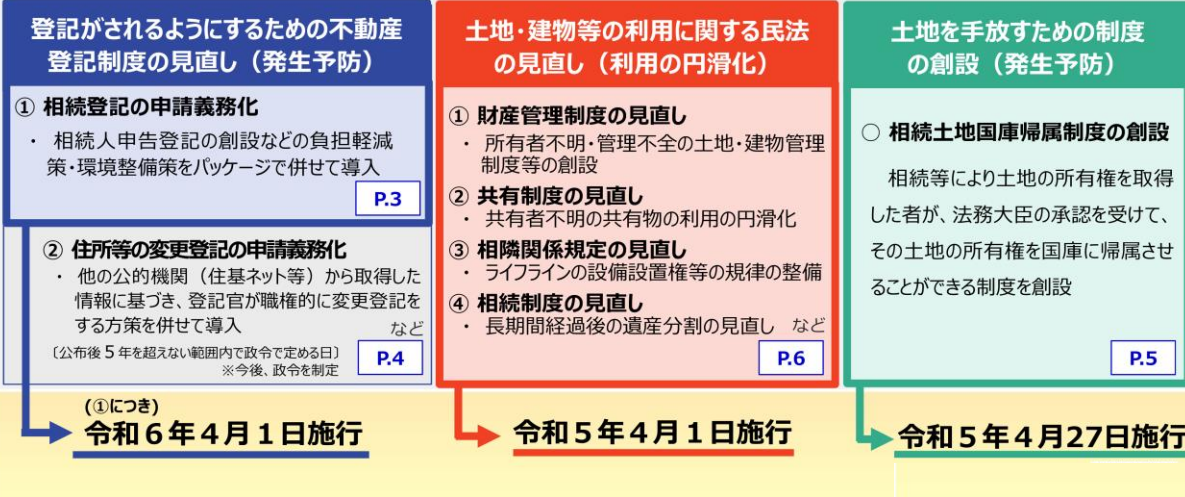 登記がされるようにするための不動産
登記制度の見直し（発生予防）
① 相続登記の申請義務化
・ 相続人申告登記の創設などの負担軽減
策・環境整備策をパッケージで併せて導入
P.3
② 住所等の変更登記の申請義務化
・ 他の公的機関（住基ネット等）から取得した
情報に基づき、登記官が職権的に変更登記を
する方策を併せて導入
など
〔公布後５年を超えない範囲内で政令で定める日〕
※今後、政令を制定
P.4
(①につき)
令和６年４月１日施行
土地・建物等の利用に関する民法
の見直し（利用の円滑化）
① 財産管理制度の見直し
・ 所有者不明・管理不全の土地・建物管理
制度等の創設
② 共有制度の見直し
・ 共有者不明の共有物の利用の円滑化
③ 相隣関係規定の見直し
・ ライフラインの設備設置権等の規律の整備
④ 相続制度の見直し
・ 長期間経過後の遺産分割の見直し など
P.6
令和５年４月１日施行
土地を手放すための制度
の創設（発生予防）
○ 相続土地国庫帰属制度の創設
相続等により土地の所有権を取得
した者が、法務大臣の承認を受けて、
その土地の所有権を国庫に帰属させ
ることができる制度を創設
P.5
令和５年４月27日施行